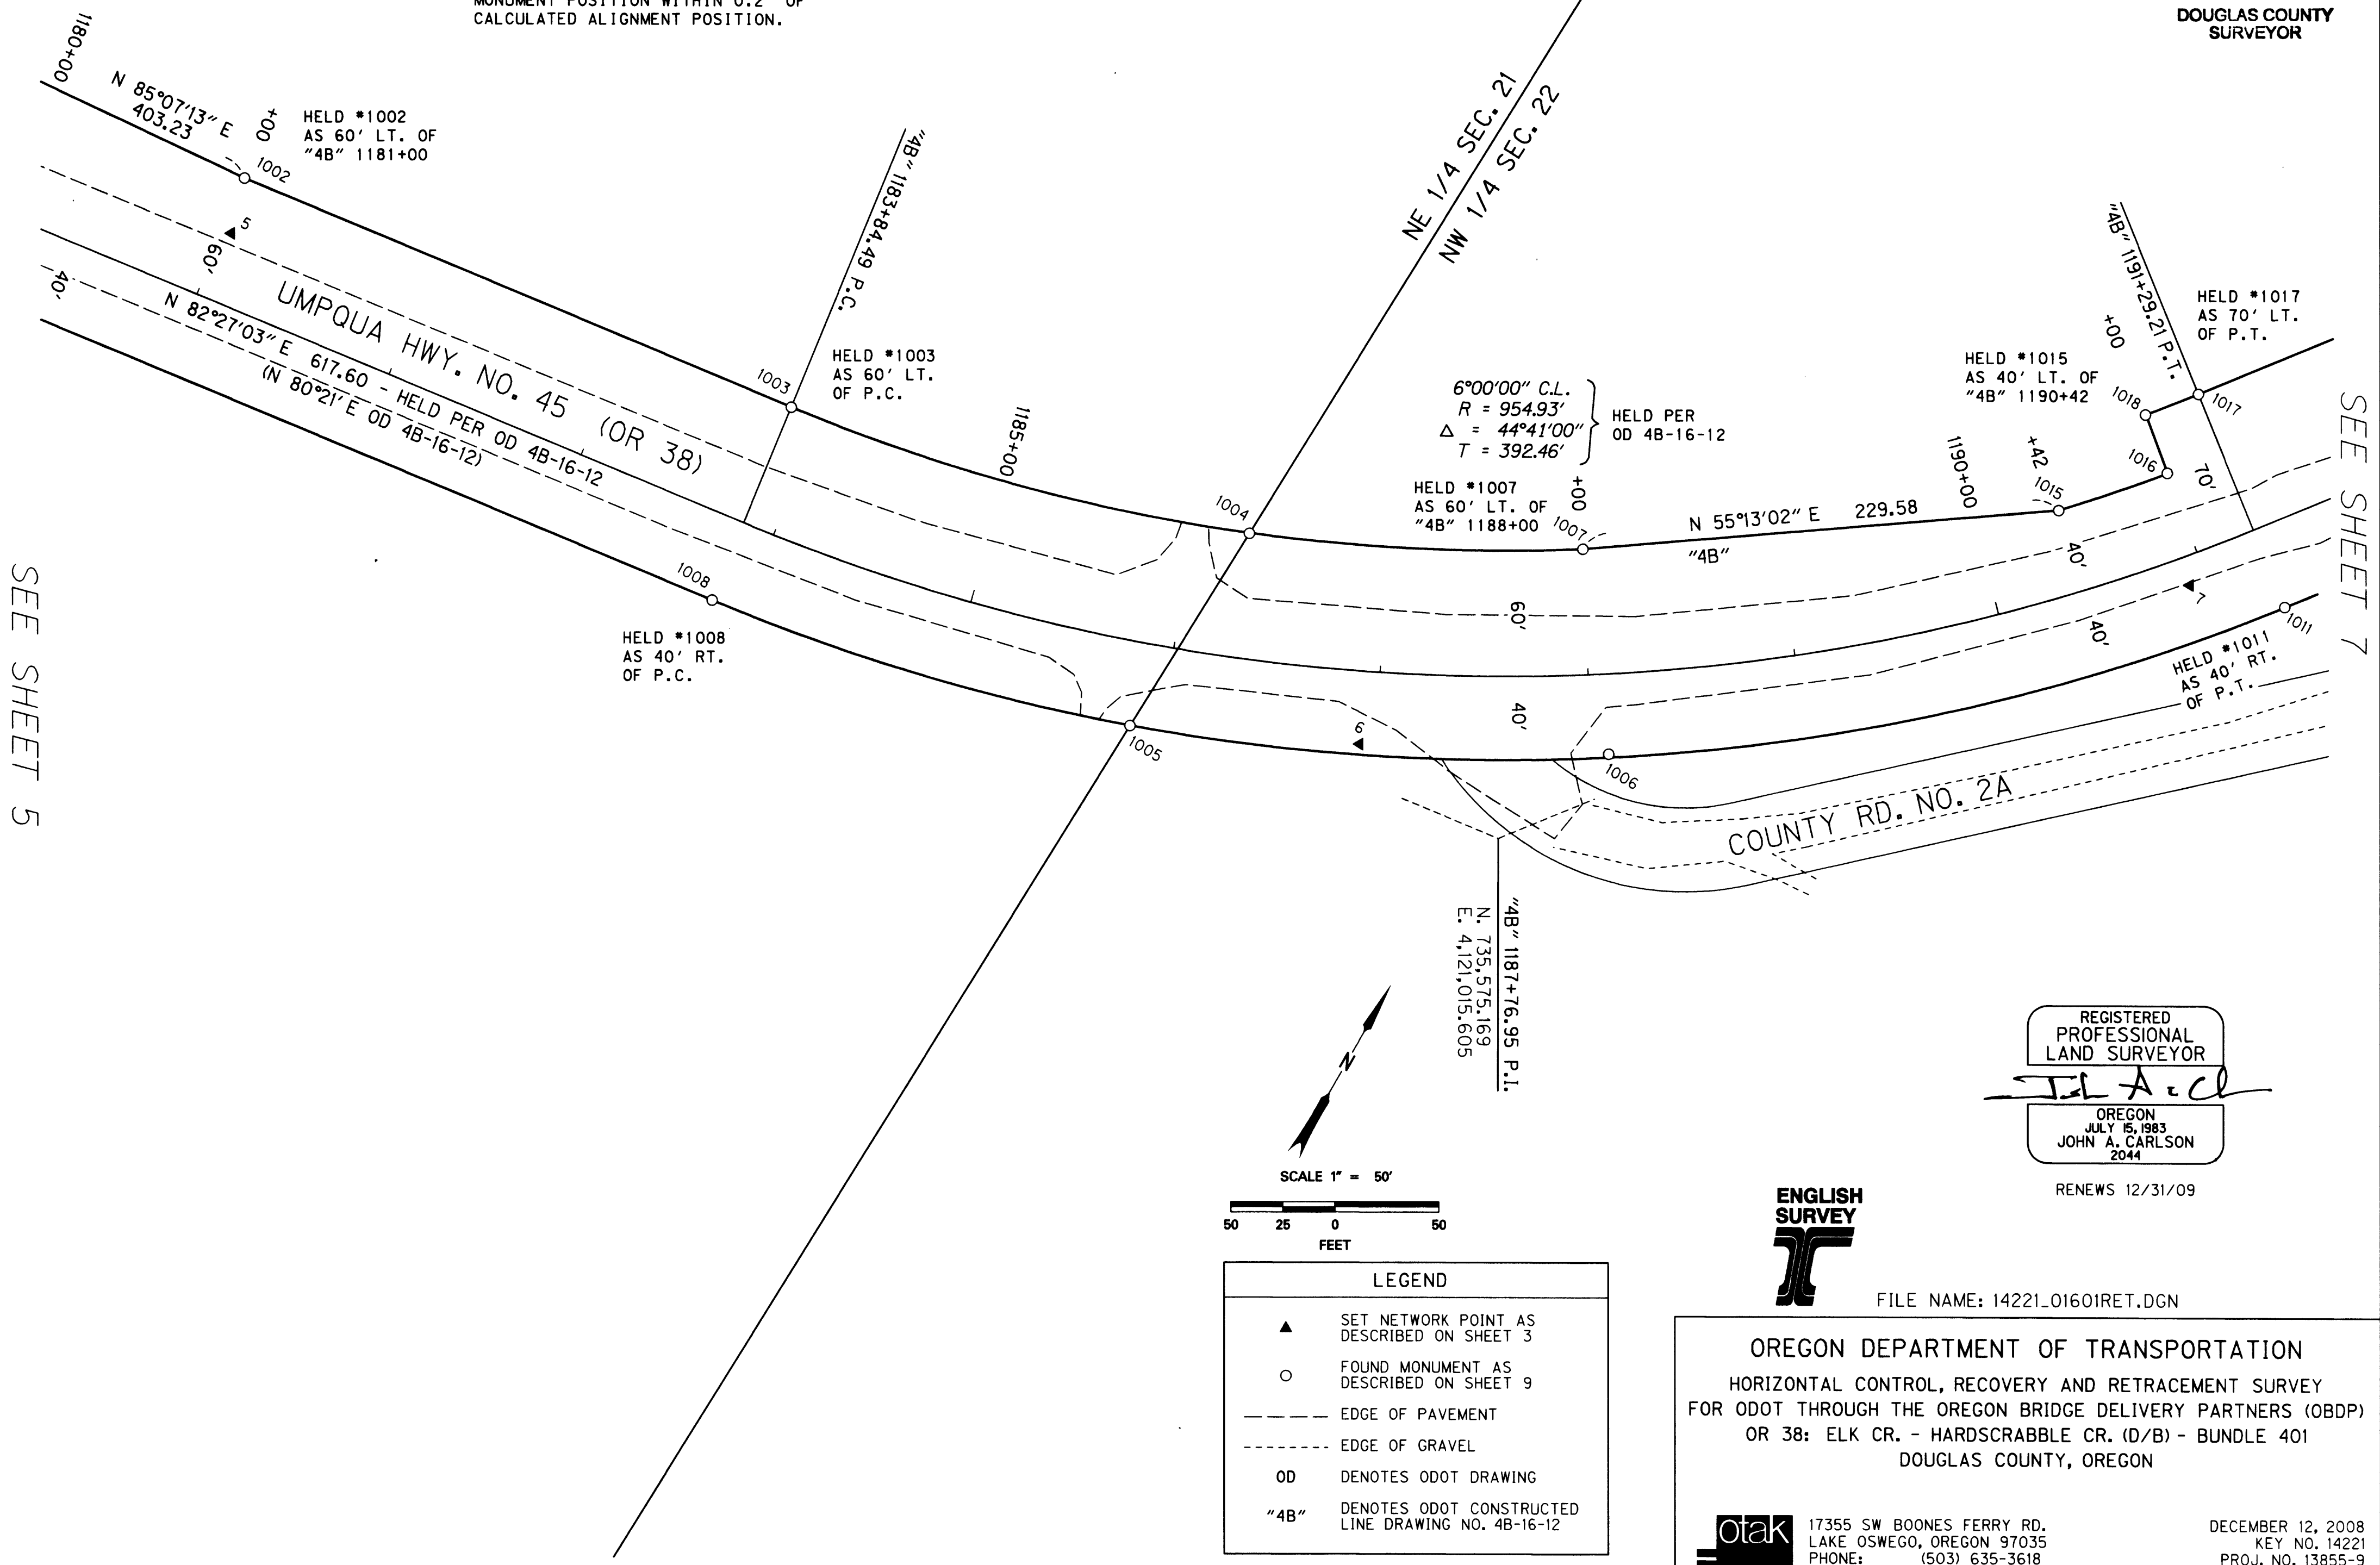 MONUMENT POSITION WITHIN 0.2' OF
CALCULATED ALIGNMENT POSITION.
DOUGLAS COUNTY
SURVEYOR
1180+00
N 85°07'13" E
403.23
+00
HELD #1002
AS 60' LT. OF
"4B" 1181+00
1002
5
60'
40'
UMPQUA HWY. NO. 45 (OR 38)
N 82°27'03" E 617.60 - HELD PER OD 4B-16-12
(N 80°21' E OD 4B-16-12)
"4B" 1183+84.49 P.C.
1003
HELD #1003
AS 60' LT.
OF P.C.
1185+00
1008
HELD #1008
AS 40' RT.
OF P.C.
NE 1/4 SEC. 21
NW 1/4 SEC. 22
1004
1005
6°00'00" C.L.
R = 954.93'
Δ = 44°41'00"
T = 392.46'
HELD PER
OD 4B-16-12
HELD #1007
AS 60' LT. OF
"4B" 1188+00
1007
+00
N 55°13'02" E 229.58
"4B"
60'
40'
6
1006
1190+00
+42
1015
HELD #1015
AS 40' LT. OF
"4B" 1190+42
+00
"4B" 1191+29.21 P.T.
HELD #1017
AS 70' LT.
OF P.T.
1018
1017
1016
70'
40'
40'
7
1011
HELD #1011
AS 40' RT.
OF P.T.
COUNTY RD. NO. 2A
SEE SHEET 5
SEE SHEET 7
"4B" 1187+76.95 P.I.
N. 735,575.169
E. 4,121,015.605
N
SCALE 1" = 50'
50 25 0 50
FEET
LEGEND
SET NETWORK POINT AS
DESCRIBED ON SHEET 3
FOUND MONUMENT AS
DESCRIBED ON SHEET 9
EDGE OF PAVEMENT
EDGE OF GRAVEL
OD DENOTES ODOT DRAWING
"4B" DENOTES ODOT CONSTRUCTED
LINE DRAWING NO. 4B-16-12
REGISTERED
PROFESSIONAL
LAND SURVEYOR
OREGON
JULY 15, 1983
JOHN A. CARLSON
2044
RENEWS 12/31/09
ENGLISH
SURVEY
FILE NAME: 14221_01601RET.DGN
OREGON DEPARTMENT OF TRANSPORTATION
HORIZONTAL CONTROL, RECOVERY AND RETRACEMENT SURVEY
FOR ODOT THROUGH THE OREGON BRIDGE DELIVERY PARTNERS (OBDP)
OR 38: ELK CR. - HARDSCRABBLE CR. (D/B) - BUNDLE 401
DOUGLAS COUNTY, OREGON
otak
17355 SW BOONES FERRY RD.
LAKE OSWEGO, OREGON 97035
PHONE: (503) 635-3618
DECEMBER 12, 2008
KEY NO. 14221
PROJ. NO. 13855-9